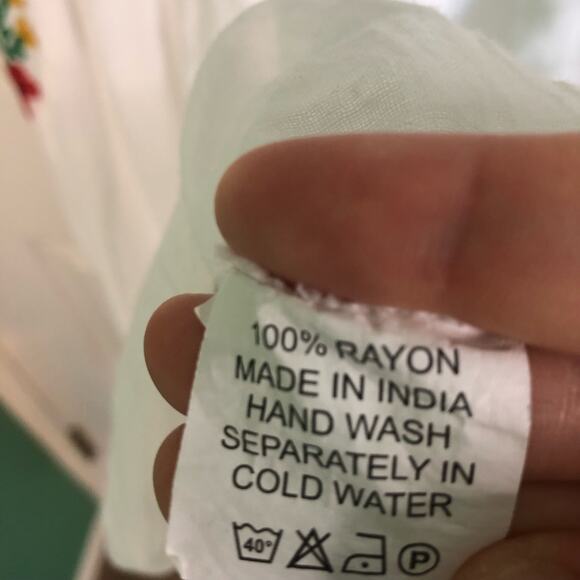 100% RAYON
MADE IN INDIA
HAND WASH
SEPARATELY IN
COLD WATER
40° P